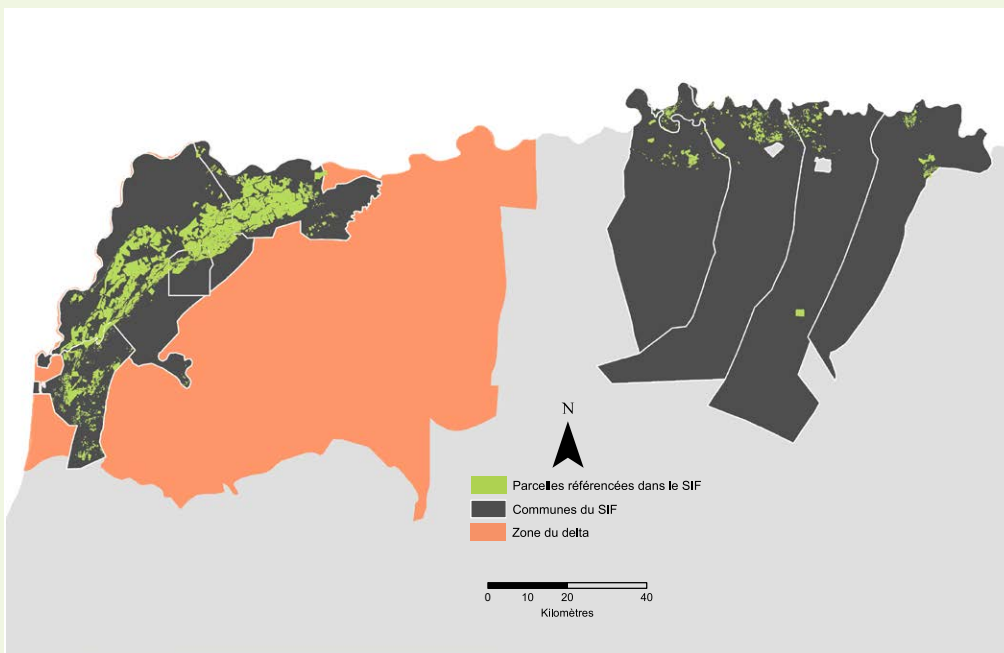 N
Parcelles référencées dans le SIF
Communes du SIF
Zone du delta
0 10 20 40
Kilomètres